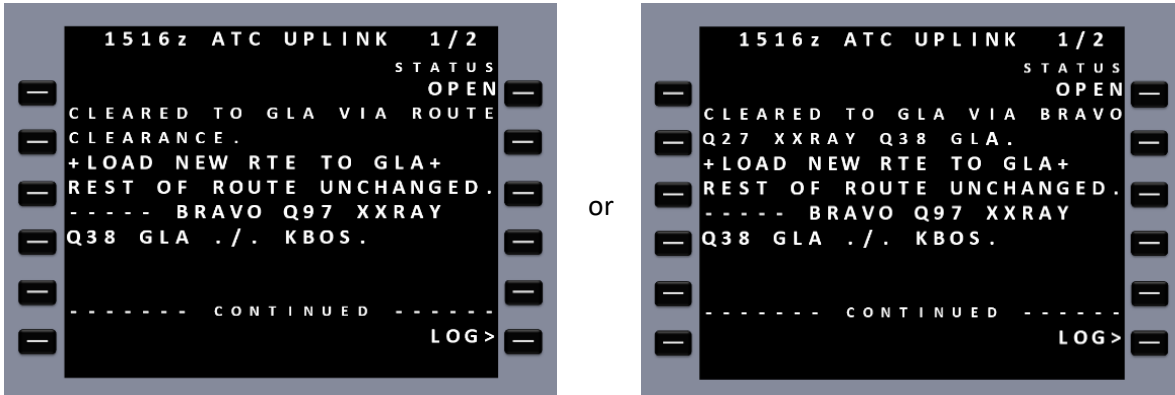 1516z ATC UPLINK 1/2
STATUS
OPEN
CLEARED TO GLA VIA ROUTE
CLEARANCE.
+LOAD NEW RTE TO GLA+
REST OF ROUTE UNCHANGED.
----- BRAVO Q97 XXRAY
Q38 GLA ./. KBOS.
------- CONTINUED ------
LOG>
or
1516z ATC UPLINK 1/2
STATUS
OPEN
CLEARED TO GLA VIA BRAVO
Q27 XXRAY Q38 GLA.
+LOAD NEW RTE TO GLA+
REST OF ROUTE UNCHANGED.
----- BRAVO Q97 XXRAY
Q38 GLA ./. KBOS.
------- CONTINUED ------
LOG>